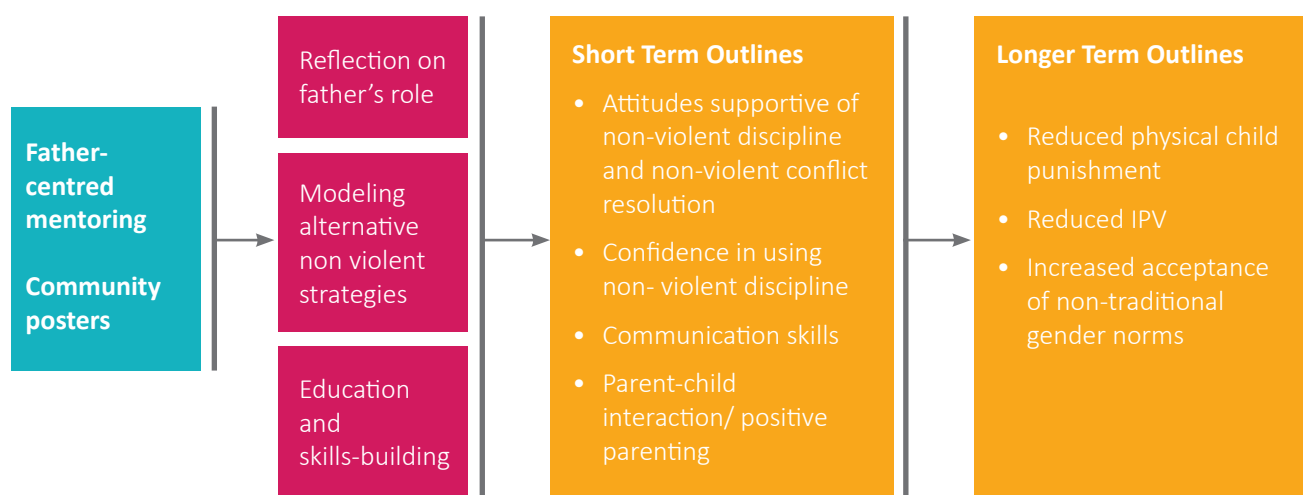 Father-
centred
mentoring
Community
posters
Reflection on
father's role
Modeling
alternative
non violent
strategies
Education
and
skills-building
Short Term Outlines
• Attitudes supportive of
non-violent discipline
and non-violent conflict
resolution
• Confidence in using
non- violent discipline
• Communication skills
• Parent-child
interaction/ positive
parenting
Longer Term Outlines
• Reduced physical child
punishment
• Reduced IPV
• Increased acceptance
of non-traditional
gender norms